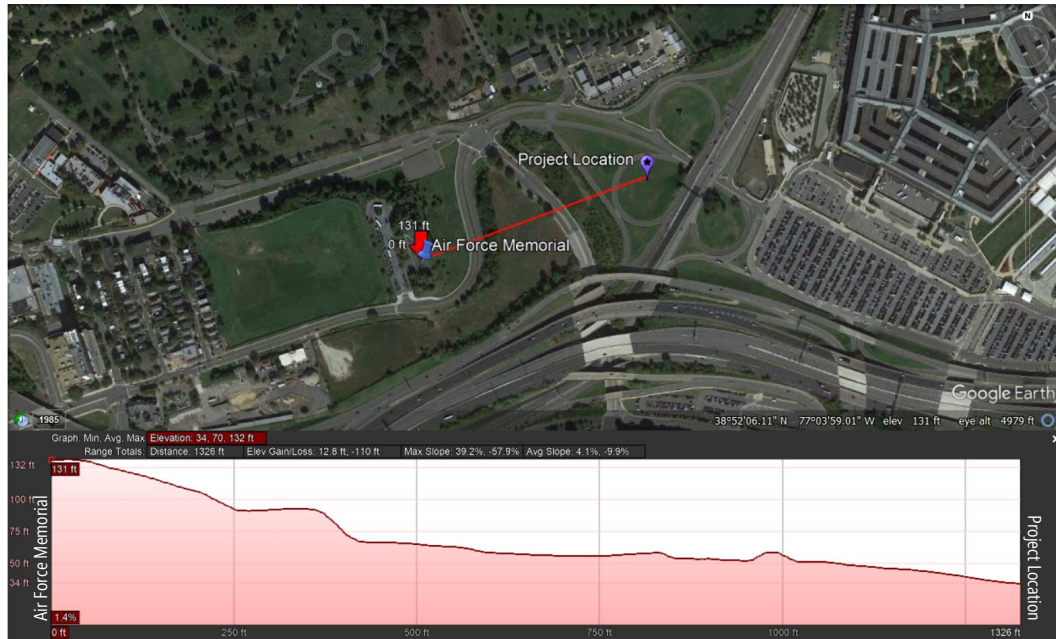 N
Project Location
131 ft
0 ft
Air Force Memorial
Google Earth
1985
38°52'06.11" N 77°03'59.01" W elev 131 ft eye alt 4979 ft
Graph: Min, Avg, Max Elevation: 34, 70, 132 ft
Range Totals: Distance: 1326 ft Elev Gain/Loss: 12.8 ft, -110 ft Max Slope: 39.2%, -57.9% Avg Slope: 4.1%, -9.9%
132 ft
131 ft
100 ft
75 ft
50 ft
34 ft
Air Force Memorial
Project Location
1.4%
0 ft 250 ft 500 ft 750 ft 1000 ft 1326 ft